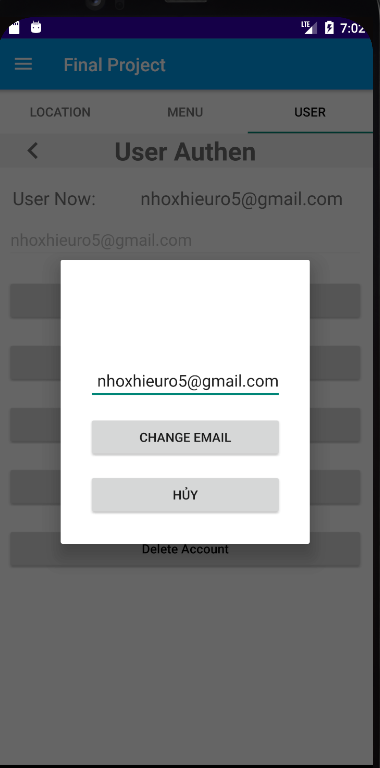 LTE 7:02
Final Project
LOCATION MENU USER
User Authen
User Now: nhoxhieuro5@gmail.com
nhoxhieuro5@gmail.com
nhoxhieuro5@gmail.com
CHANGE EMAIL
HỦY
Delete Account